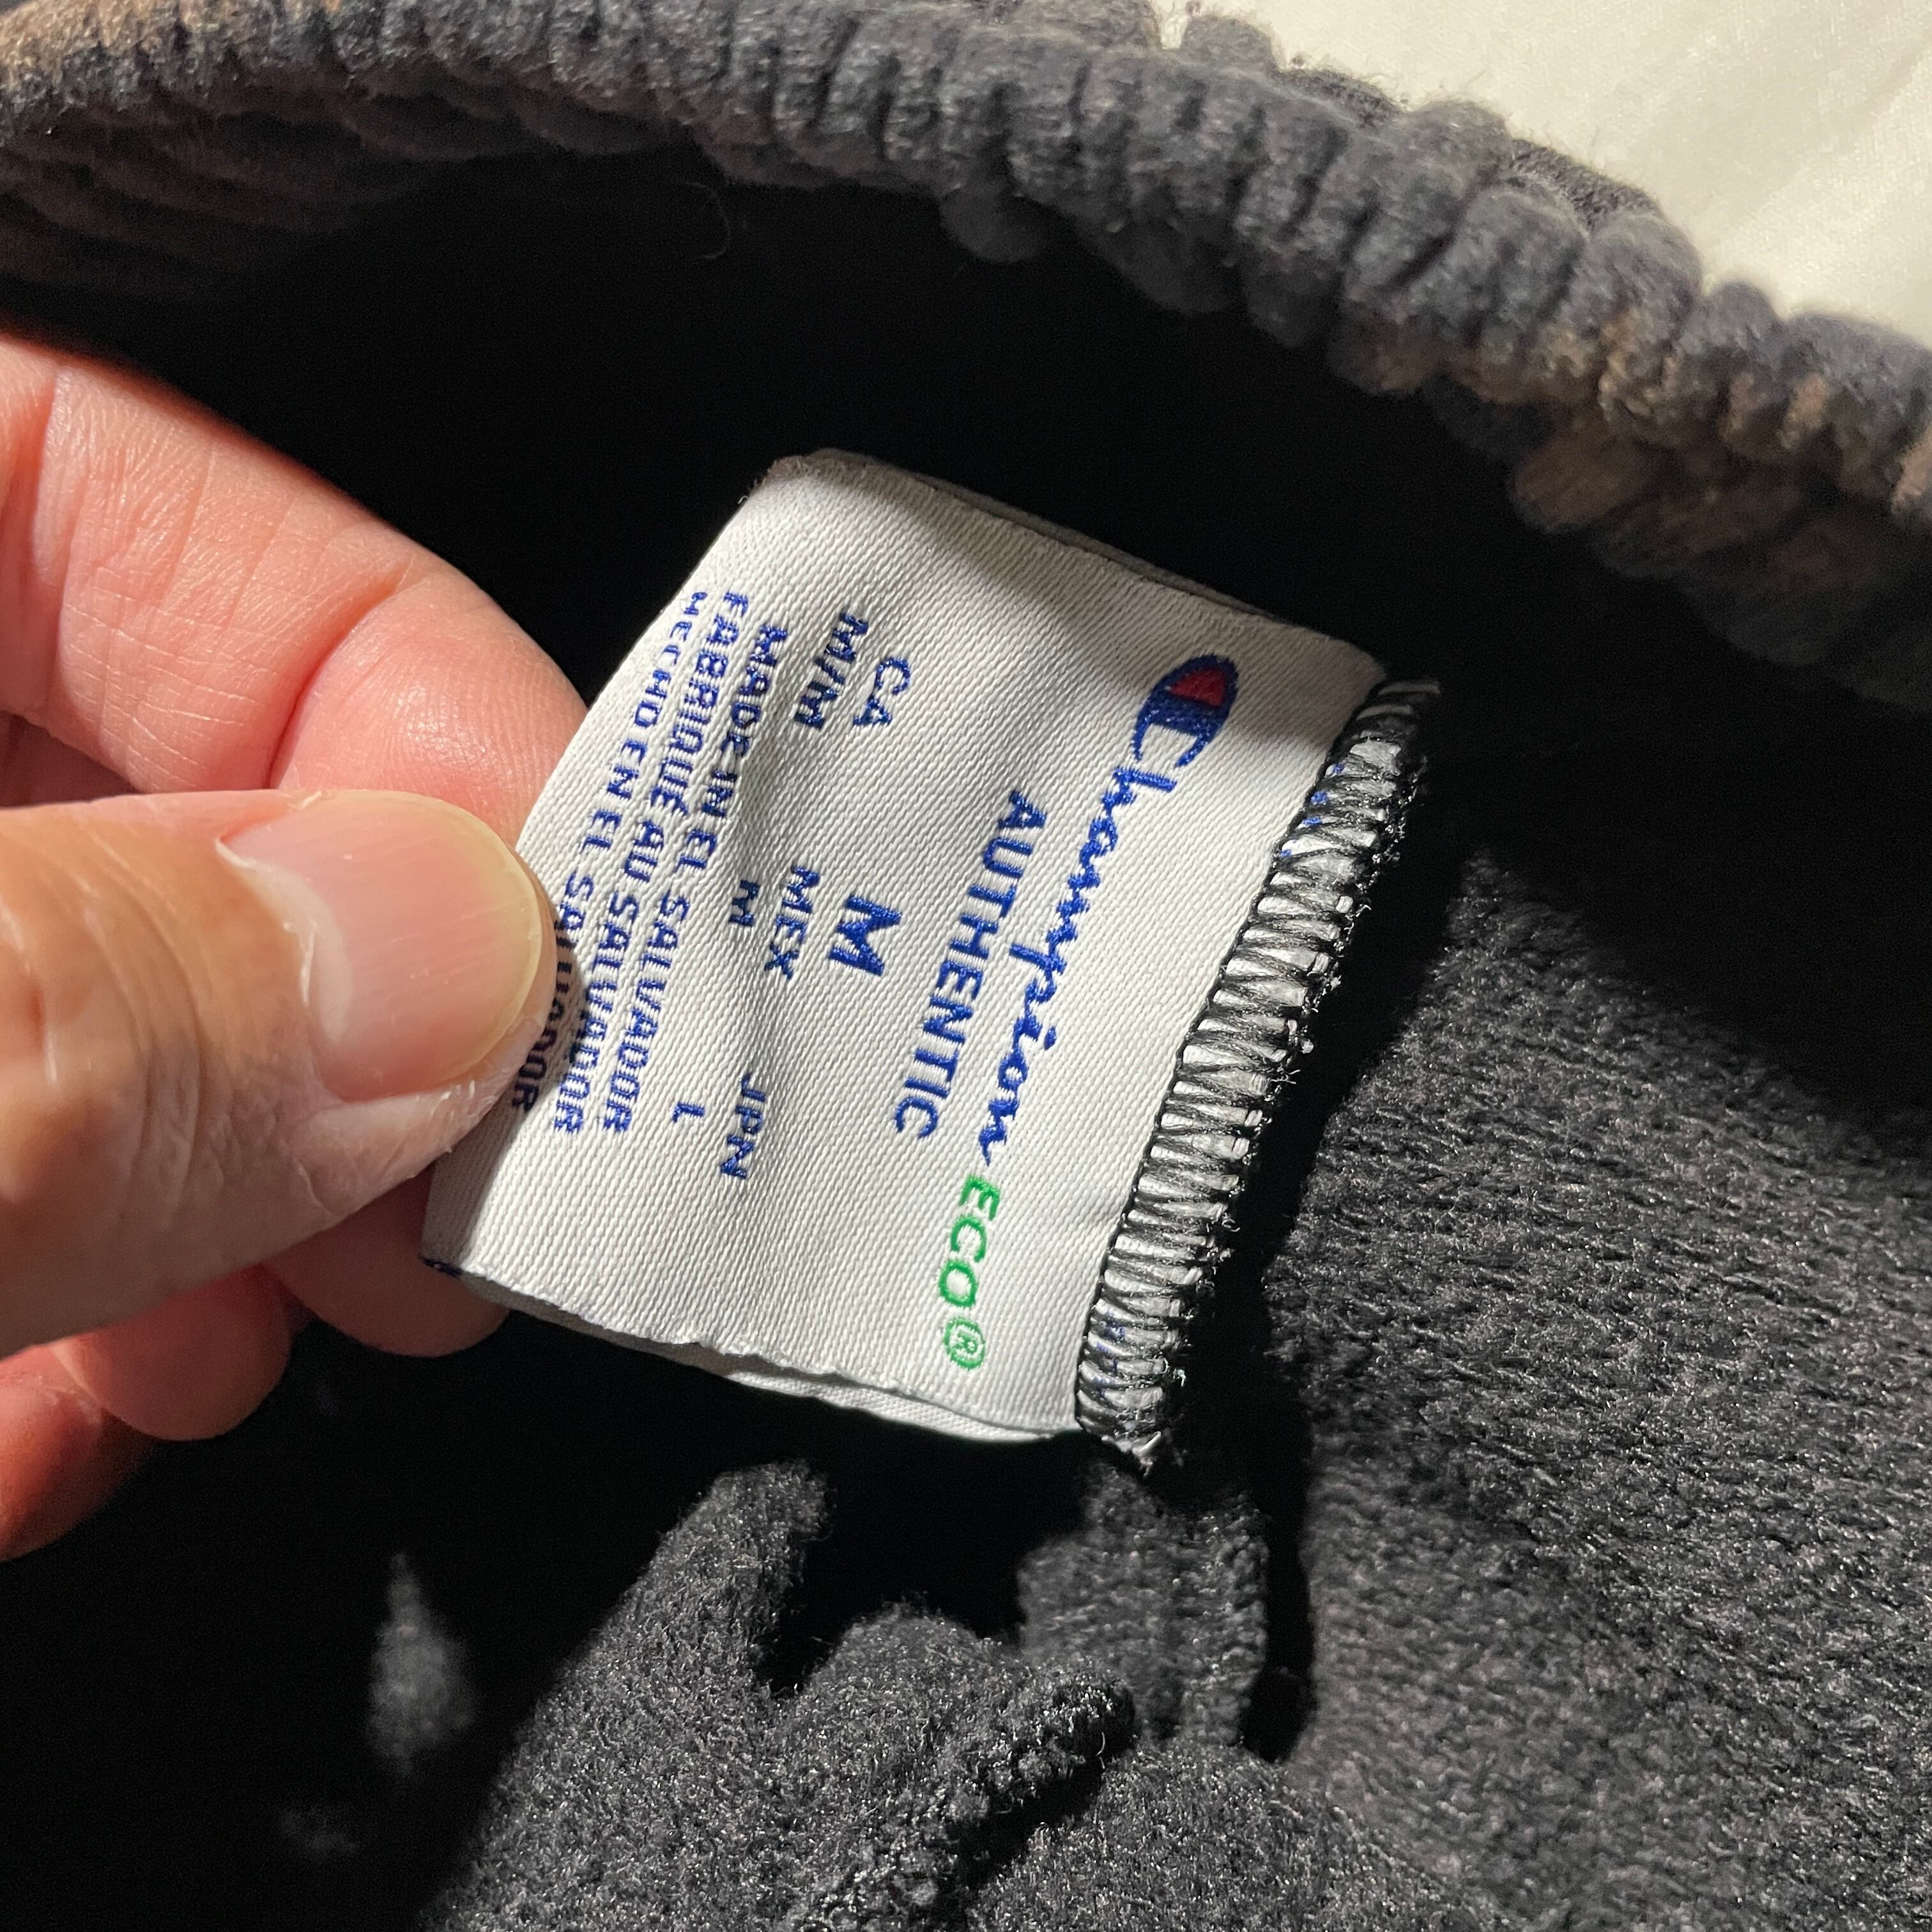 Champion ECO®
AUTHENTIC
M
CA MEX JPN
M/M M L
MADE IN EL SALVADOR
FABRIQUÉ AU SALVADOR
HECHO EN EL SALVADOR